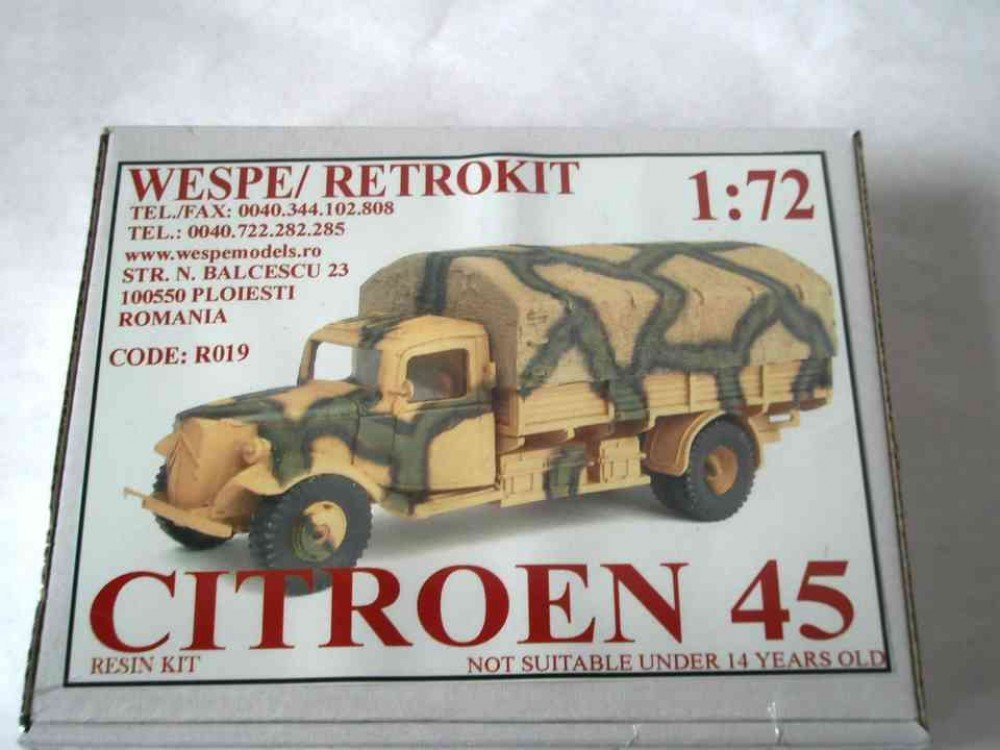 WESPE/ RETROKIT
1:72
TEL./FAX: 0040.344.102.808
TEL.: 0040.722.282.285
www.wespemodels.ro
STR. N. BALCESCU 23
100550 PLOIESTI
ROMANIA
CODE: R019
CITROEN 45
RESIN KIT
NOT SUITABLE UNDER 14 YEARS OLD